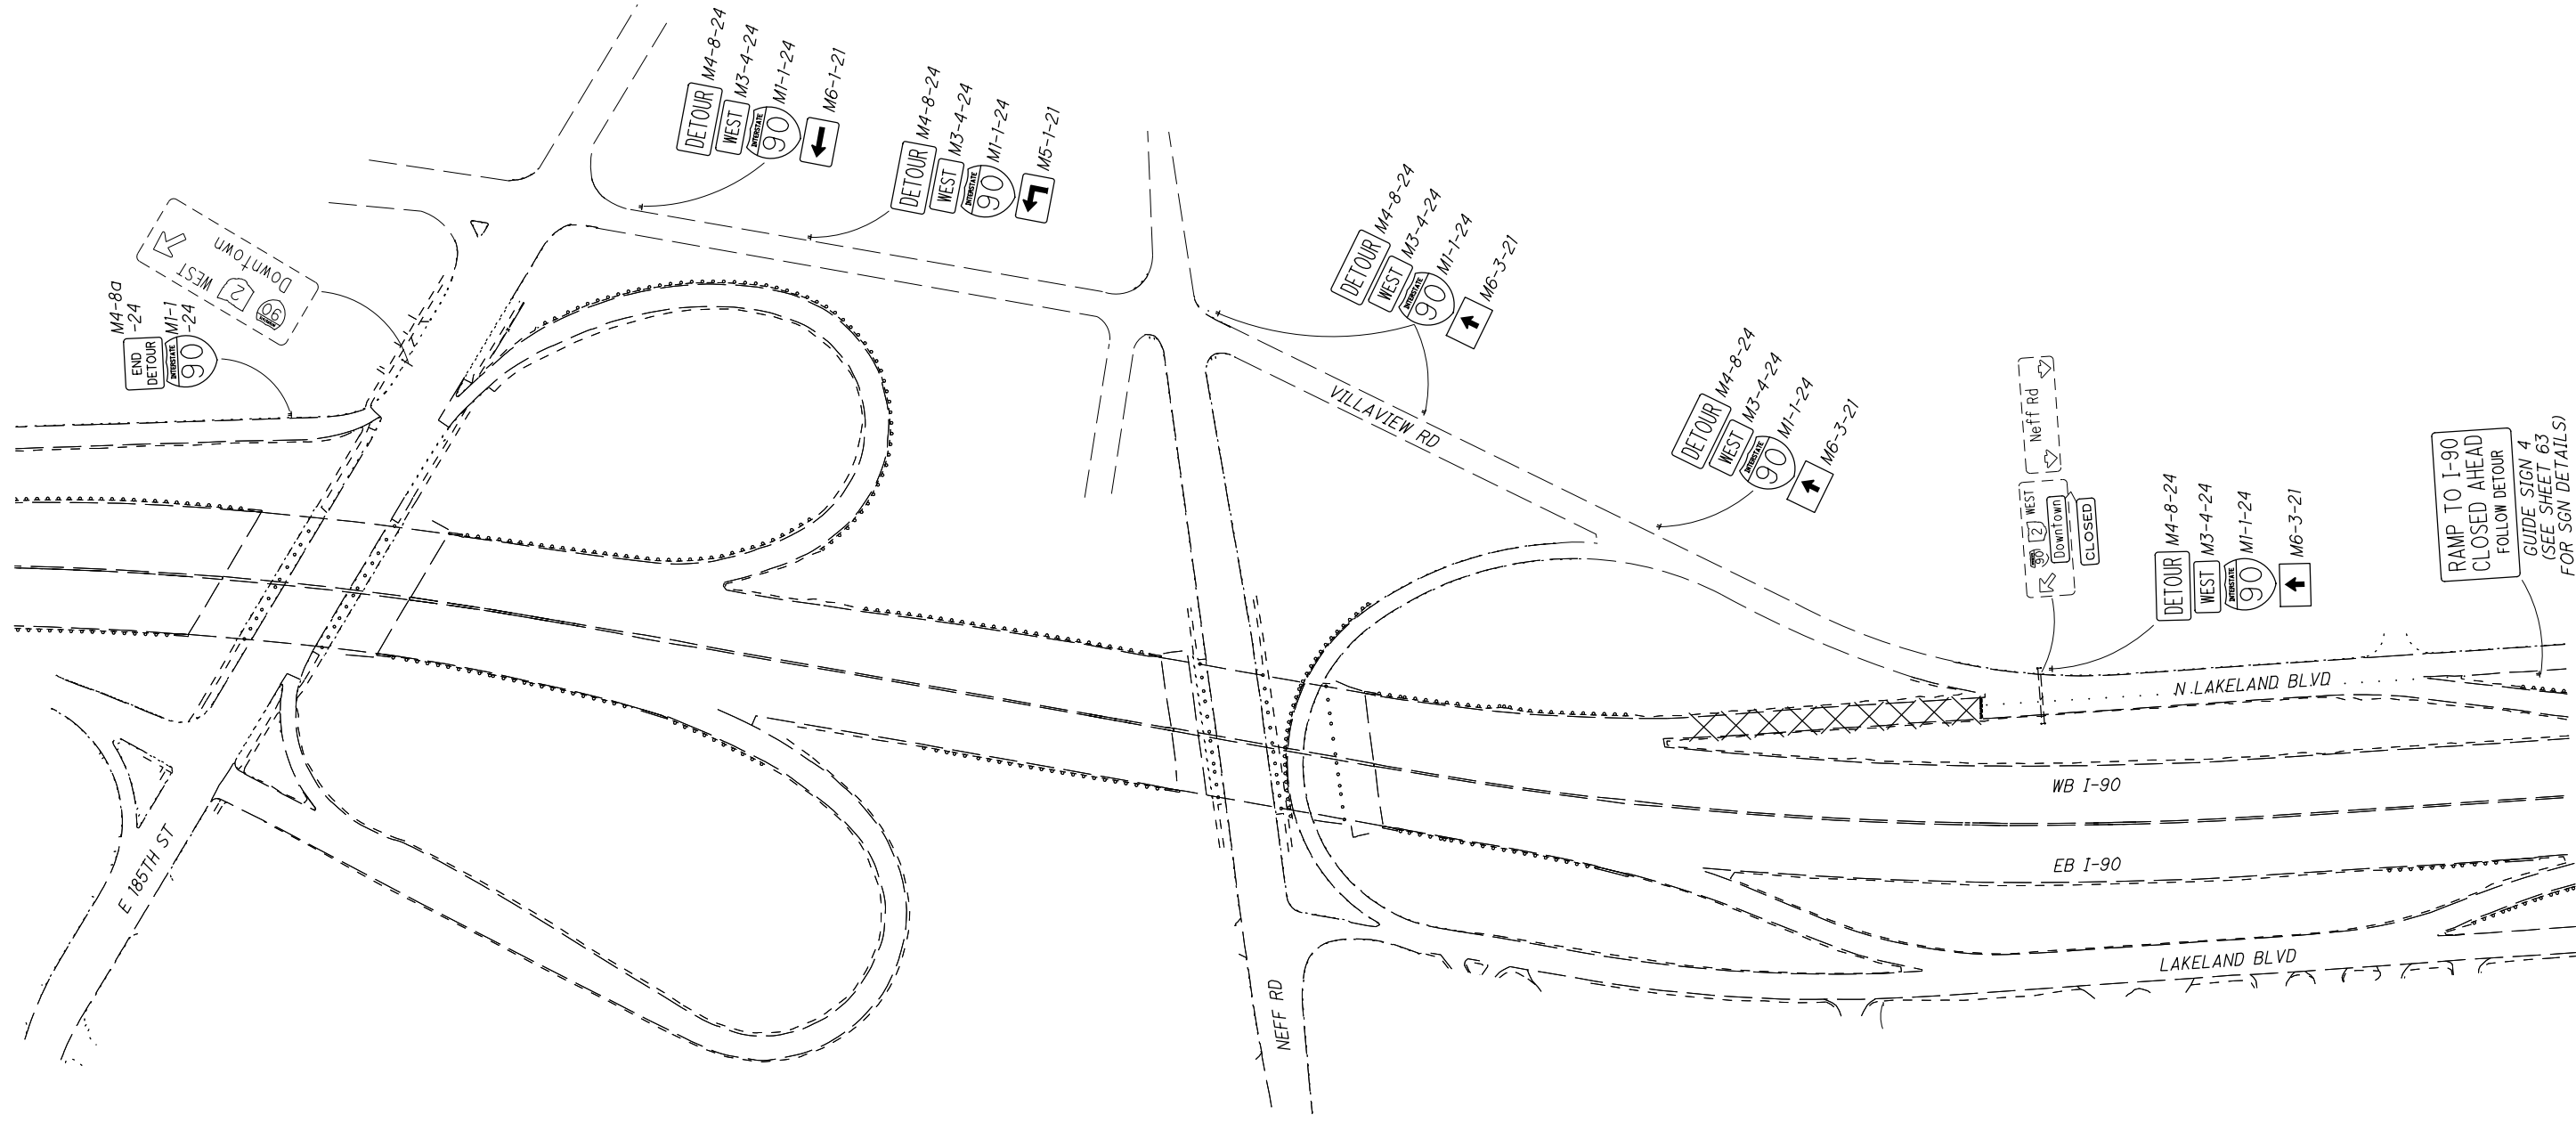 DETOUR M4-8-24
WEST M3-4-24
INTERSTATE
90 M1-1-24
M6-1-21
DETOUR M4-8-24
WEST M3-4-24
INTERSTATE
90 M1-1-24
M5-1-21
WEST 2 90
Downtown
M4-8a
-24
M1-1
-24
END
DETOUR
INTERSTATE
90
DETOUR M4-8-24
WEST M3-4-24
INTERSTATE
90 M1-1-24
M6-3-21
VILLAVIEW RD
DETOUR M4-8-24
WEST M3-4-24
INTERSTATE
90 M1-1-24
M6-3-21
Neff Rd
90 2 WEST
Downtown
CLOSED
DETOUR M4-8-24
WEST M3-4-24
INTERSTATE
90 M1-1-24
M6-3-21
RAMP TO I-90
CLOSED AHEAD
FOLLOW DETOUR
GUIDE SIGN 4
(SEE SHEET 63
FOR SGN DETAILS)
N LAKELAND BLVD
WB I-90
EB I-90
LAKELAND BLVD
E 185TH ST
NEFF RD